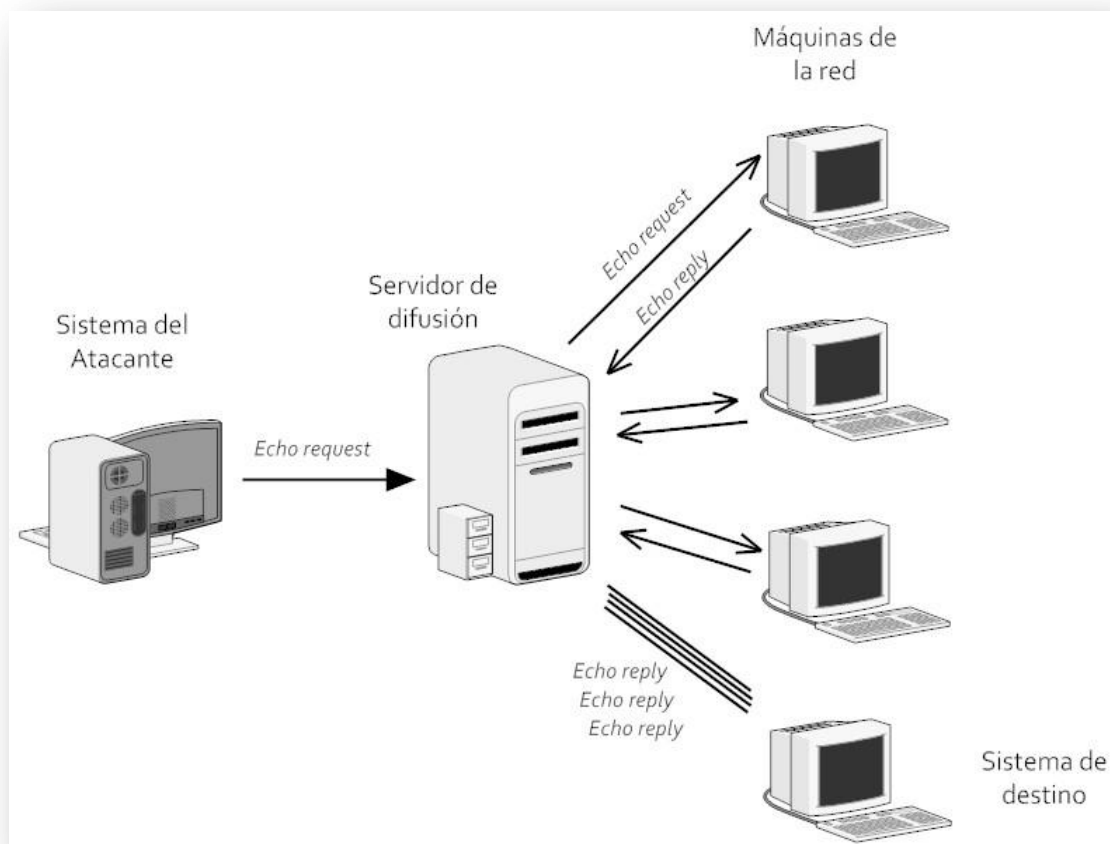 Máquinas de
la red
Echo request
Echo reply
Servidor de
difusión
Sistema del
Atacante
Echo request
Echo reply
Echo reply
Echo reply
Sistema de
destino